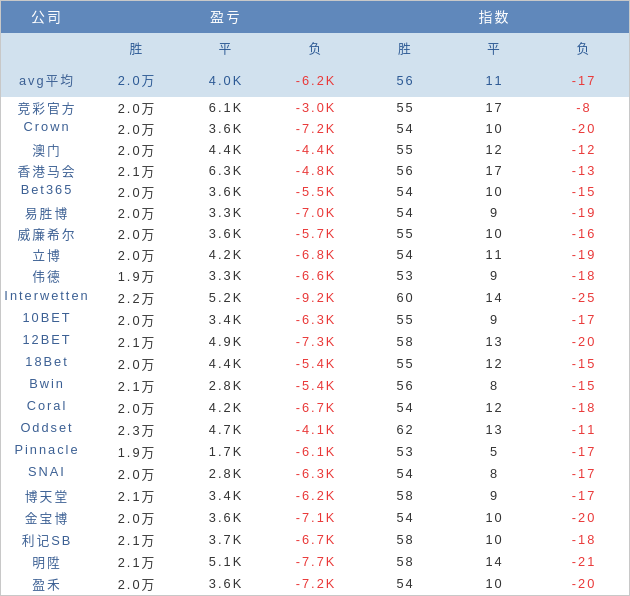 公司 盈亏 指数
胜 平 负 胜 平 负
avg平均 2.0万 4.0K -6.2K 56 11 -17
竞彩官方 2.0万 6.1K -3.0K 55 17 -8
Crown 2.0万 3.6K -7.2K 54 10 -20
澳门 2.0万 4.4K -4.4K 55 12 -12
香港马会 2.1万 6.3K -4.8K 56 17 -13
Bet365 2.0万 3.6K -5.5K 54 10 -15
易胜博 2.0万 3.3K -7.0K 54 9 -19
威廉希尔 2.0万 3.6K -5.7K 55 10 -16
立博 2.0万 4.2K -6.8K 54 11 -19
伟德 1.9万 3.3K -6.6K 53 9 -18
Interwetten 2.2万 5.2K -9.2K 60 14 -25
10BET 2.0万 3.4K -6.3K 55 9 -17
12BET 2.1万 4.9K -7.3K 58 13 -20
18Bet 2.0万 4.4K -5.4K 55 12 -15
Bwin 2.1万 2.8K -5.4K 56 8 -15
Coral 2.0万 4.2K -6.7K 54 12 -18
Oddset 2.3万 4.7K -4.1K 62 13 -11
Pinnacle 1.9万 1.7K -6.1K 53 5 -17
SNAI 2.0万 2.8K -6.3K 54 8 -17
博天堂 2.1万 3.4K -6.2K 58 9 -17
金宝博 2.0万 3.6K -7.1K 54 10 -20
利记SB 2.1万 3.7K -6.7K 58 10 -18
明陞 2.1万 5.1K -7.7K 58 14 -21
盈禾 2.0万 3.6K -7.2K 54 10 -20